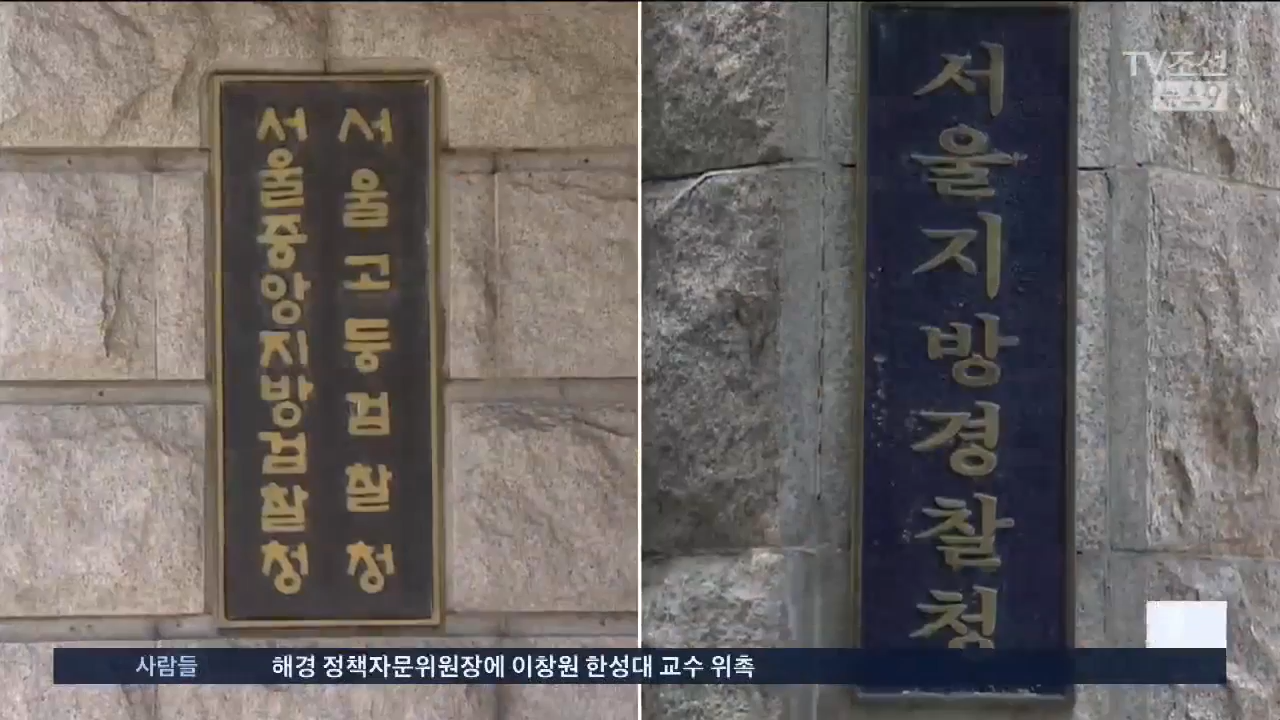 서울고등검찰청
서울중앙지방검찰청
서울지방경찰청
TV조선
뉴스9
사람들 해경 정책자문위원장에 이창원 한성대 교수 위촉